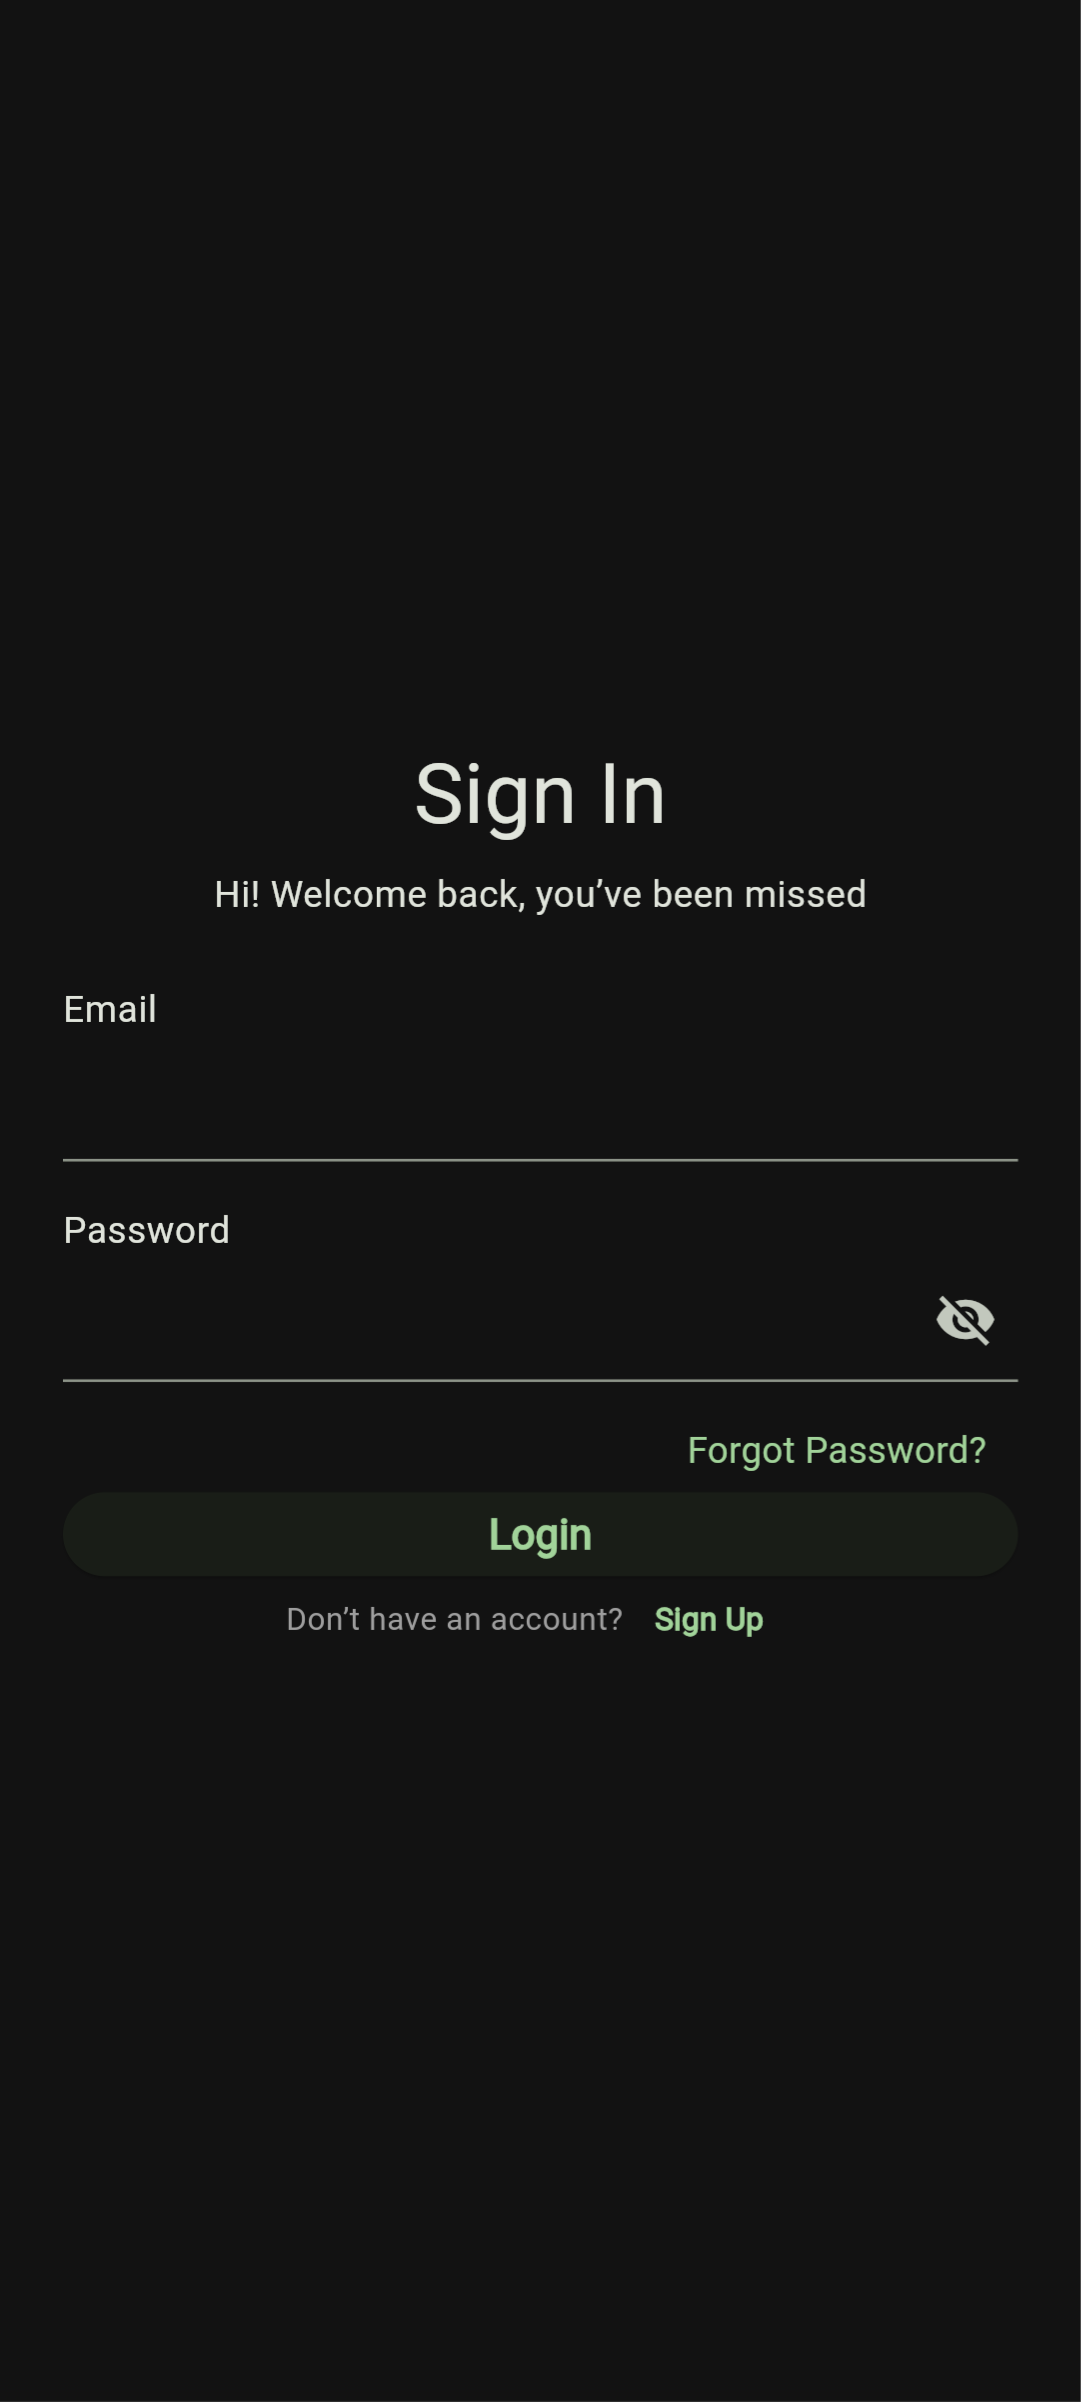 Sign In
Hi! Welcome back, you’ve been missed
Email
Password
Forgot Password?
Login
Don’t have an account? Sign Up